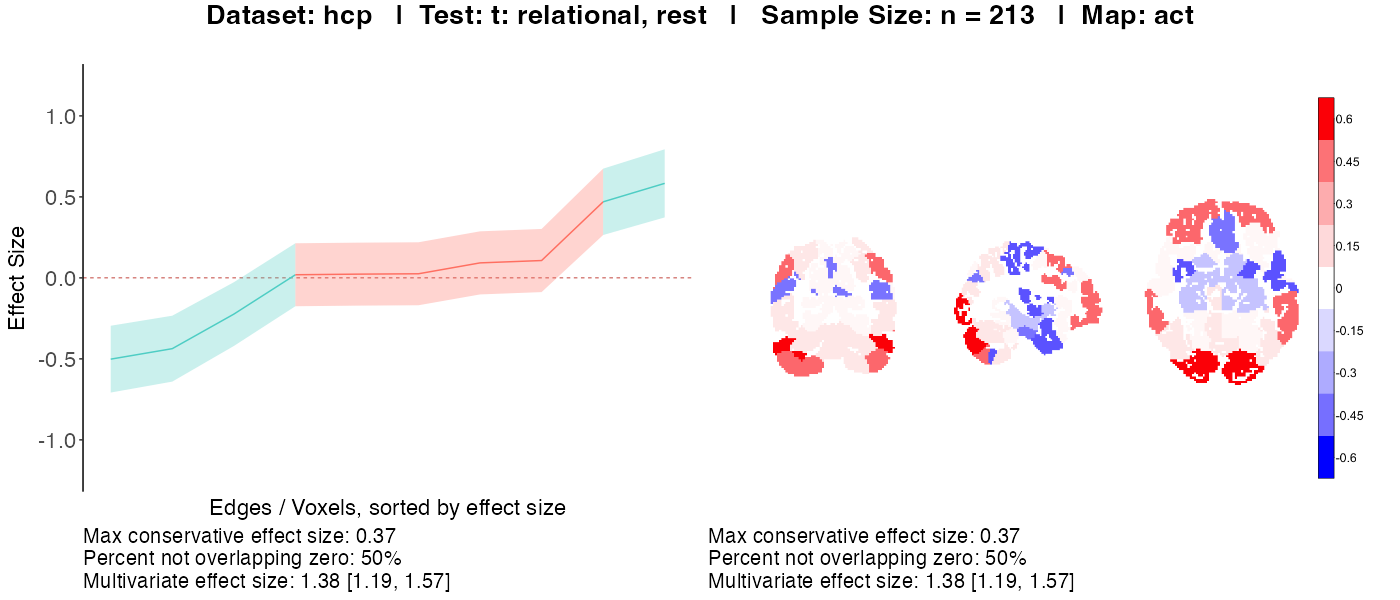 Dataset: hcp | Test: t: relational, rest | Sample Size: n = 213 | Map: act
Effect Size
1.0
0.5
0.0
-0.5
-1.0
Edges / Voxels, sorted by effect size
Max conservative effect size: 0.37
Percent not overlapping zero: 50%
Multivariate effect size: 1.38 [1.19, 1.57]
0.6
0.45
0.3
0.15
0
-0.15
-0.3
-0.45
-0.6
Max conservative effect size: 0.37
Percent not overlapping zero: 50%
Multivariate effect size: 1.38 [1.19, 1.57]